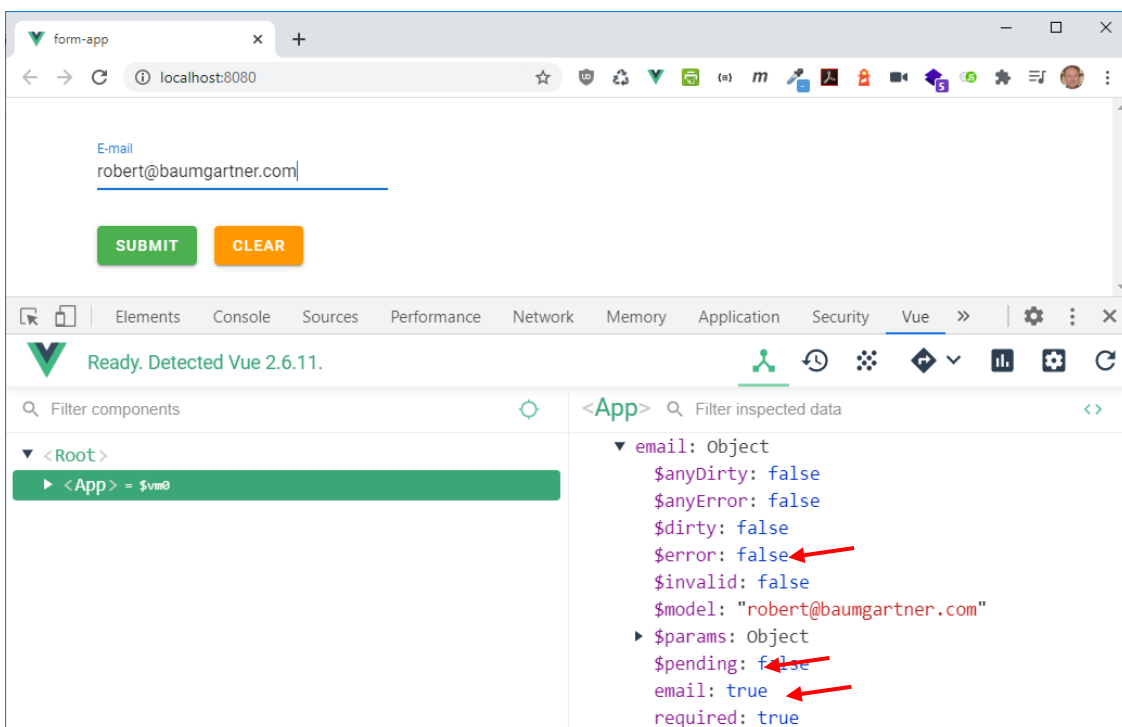 form-app
localhost:8080
E-mail
robert@baumgartner.com
SUBMIT CLEAR
Elements Console Sources Performance Network Memory Application Security Vue »
Ready. Detected Vue 2.6.11.
Filter components
<App> Filter inspected data
<Root>
<App> = $vm0
email: Object
$anyDirty: false
$anyError: false
$dirty: false
$error: false
$invalid: false
$model: "robert@baumgartner.com"
$params: Object
$pending: false
email: true
required: true